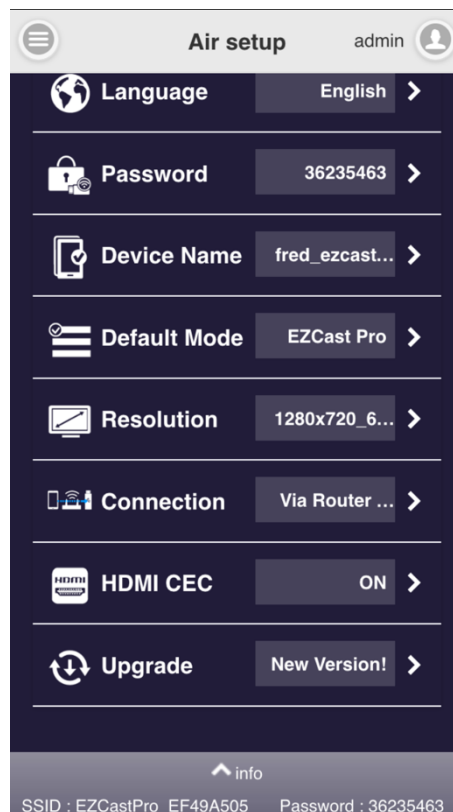 Air setup admin
Language English
Password 36235463
Device Name fred_ezcast...
Default Mode EZCast Pro
Resolution 1280x720_6...
Connection Via Router ...
HDMI
HDMI CEC ON
Upgrade New Version!
info
SSID : EZCastPro_EF49A505 Password : 36235463